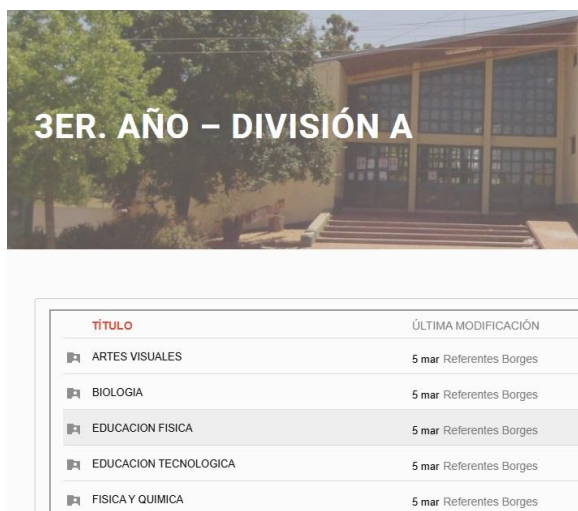 3ER. AÑO – DIVISIÓN A
TÍTULO ÚLTIMA MODIFICACIÓN
ARTES VISUALES 5 mar Referentes Borges
BIOLOGIA 5 mar Referentes Borges
EDUCACION FISICA 5 mar Referentes Borges
EDUCACION TECNOLOGICA 5 mar Referentes Borges
FISICA Y QUIMICA 5 mar Referentes Borges